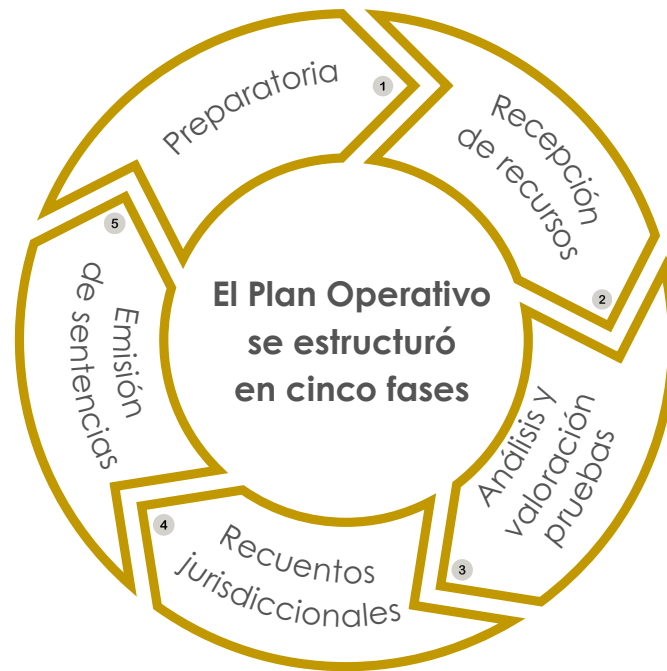 Preparatoria
1
Recepción
de recursos
2
Análisis y
valoración
pruebas
3
Recuentos
jurisdiccionales
4
Emisión
de sentencias
5
El Plan Operativo
se estructuró
en cinco fases